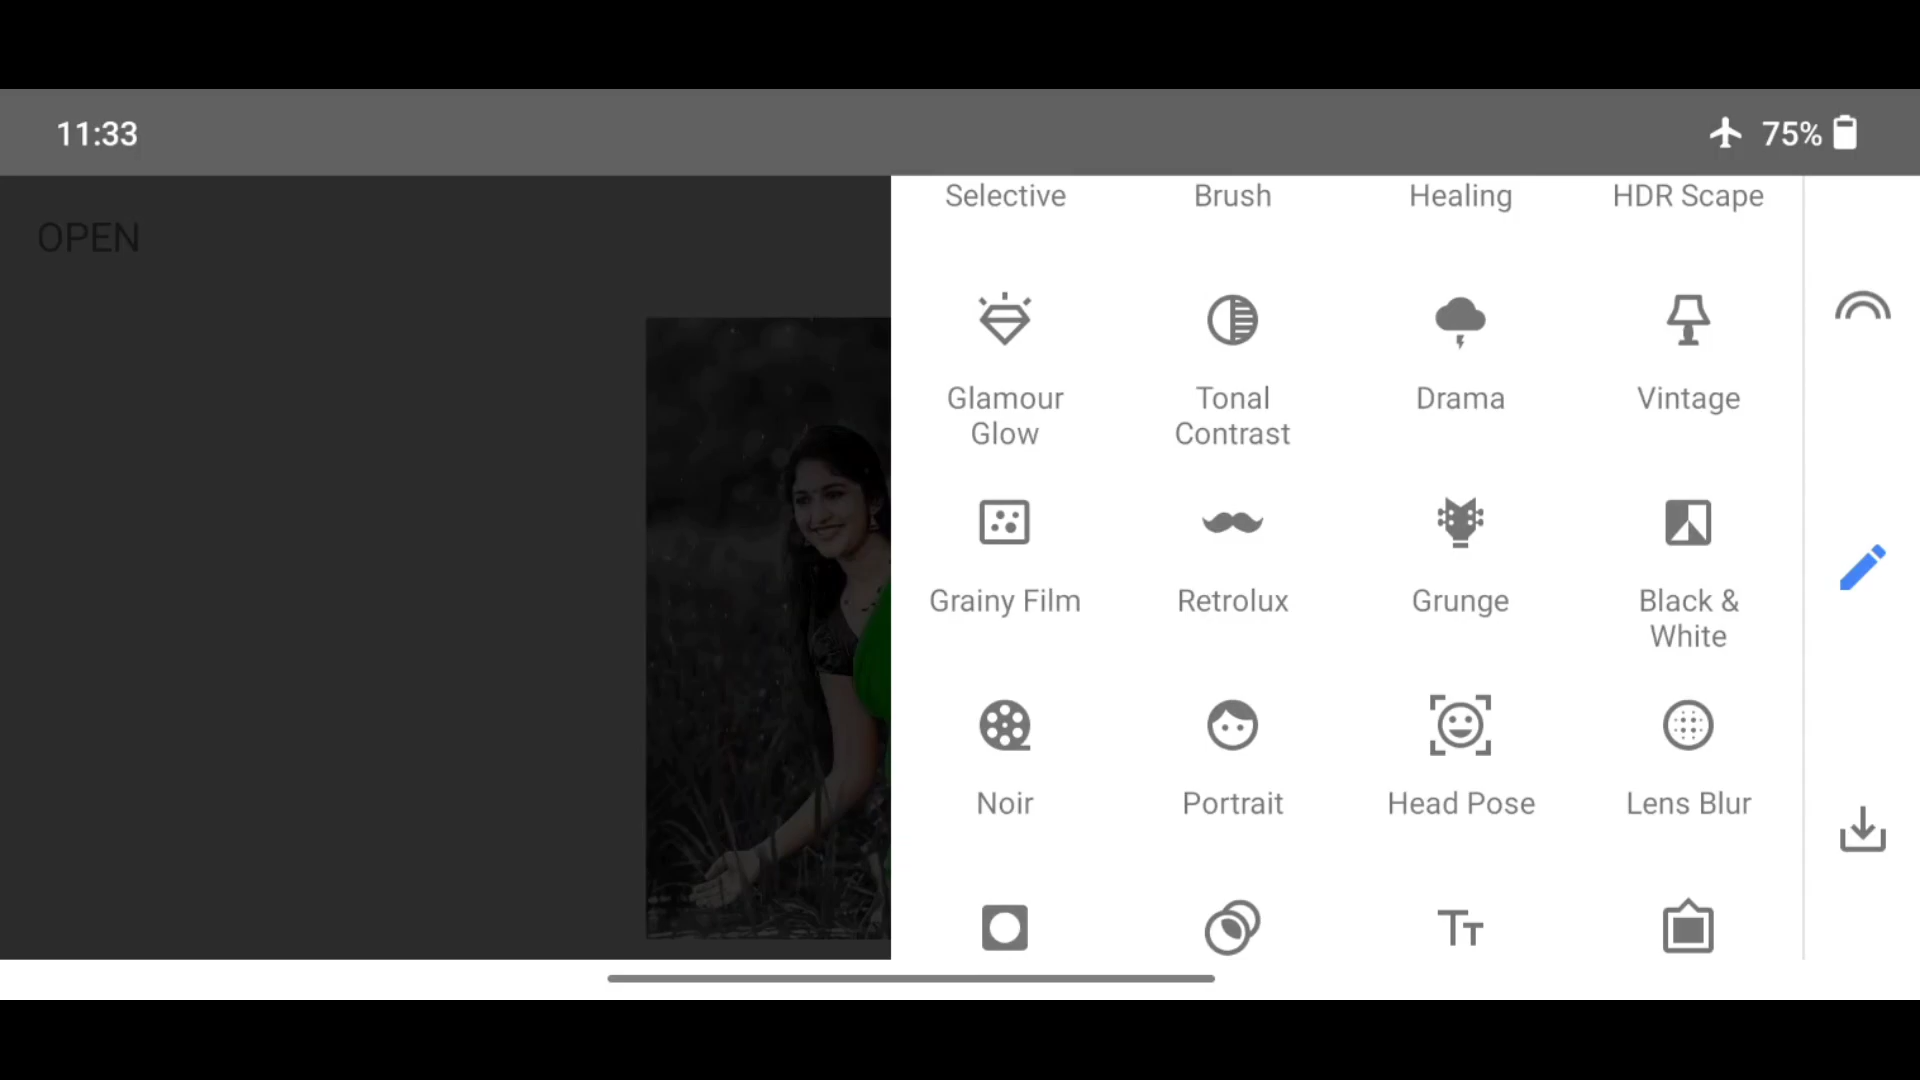 11:33
75%
OPEN
Selective
Brush
Healing
HDR Scape
Glamour
Glow
Tonal
Contrast
Drama
Vintage
Grainy Film
Retrolux
Grunge
Black &
White
Noir
Portrait
Head Pose
Lens Blur